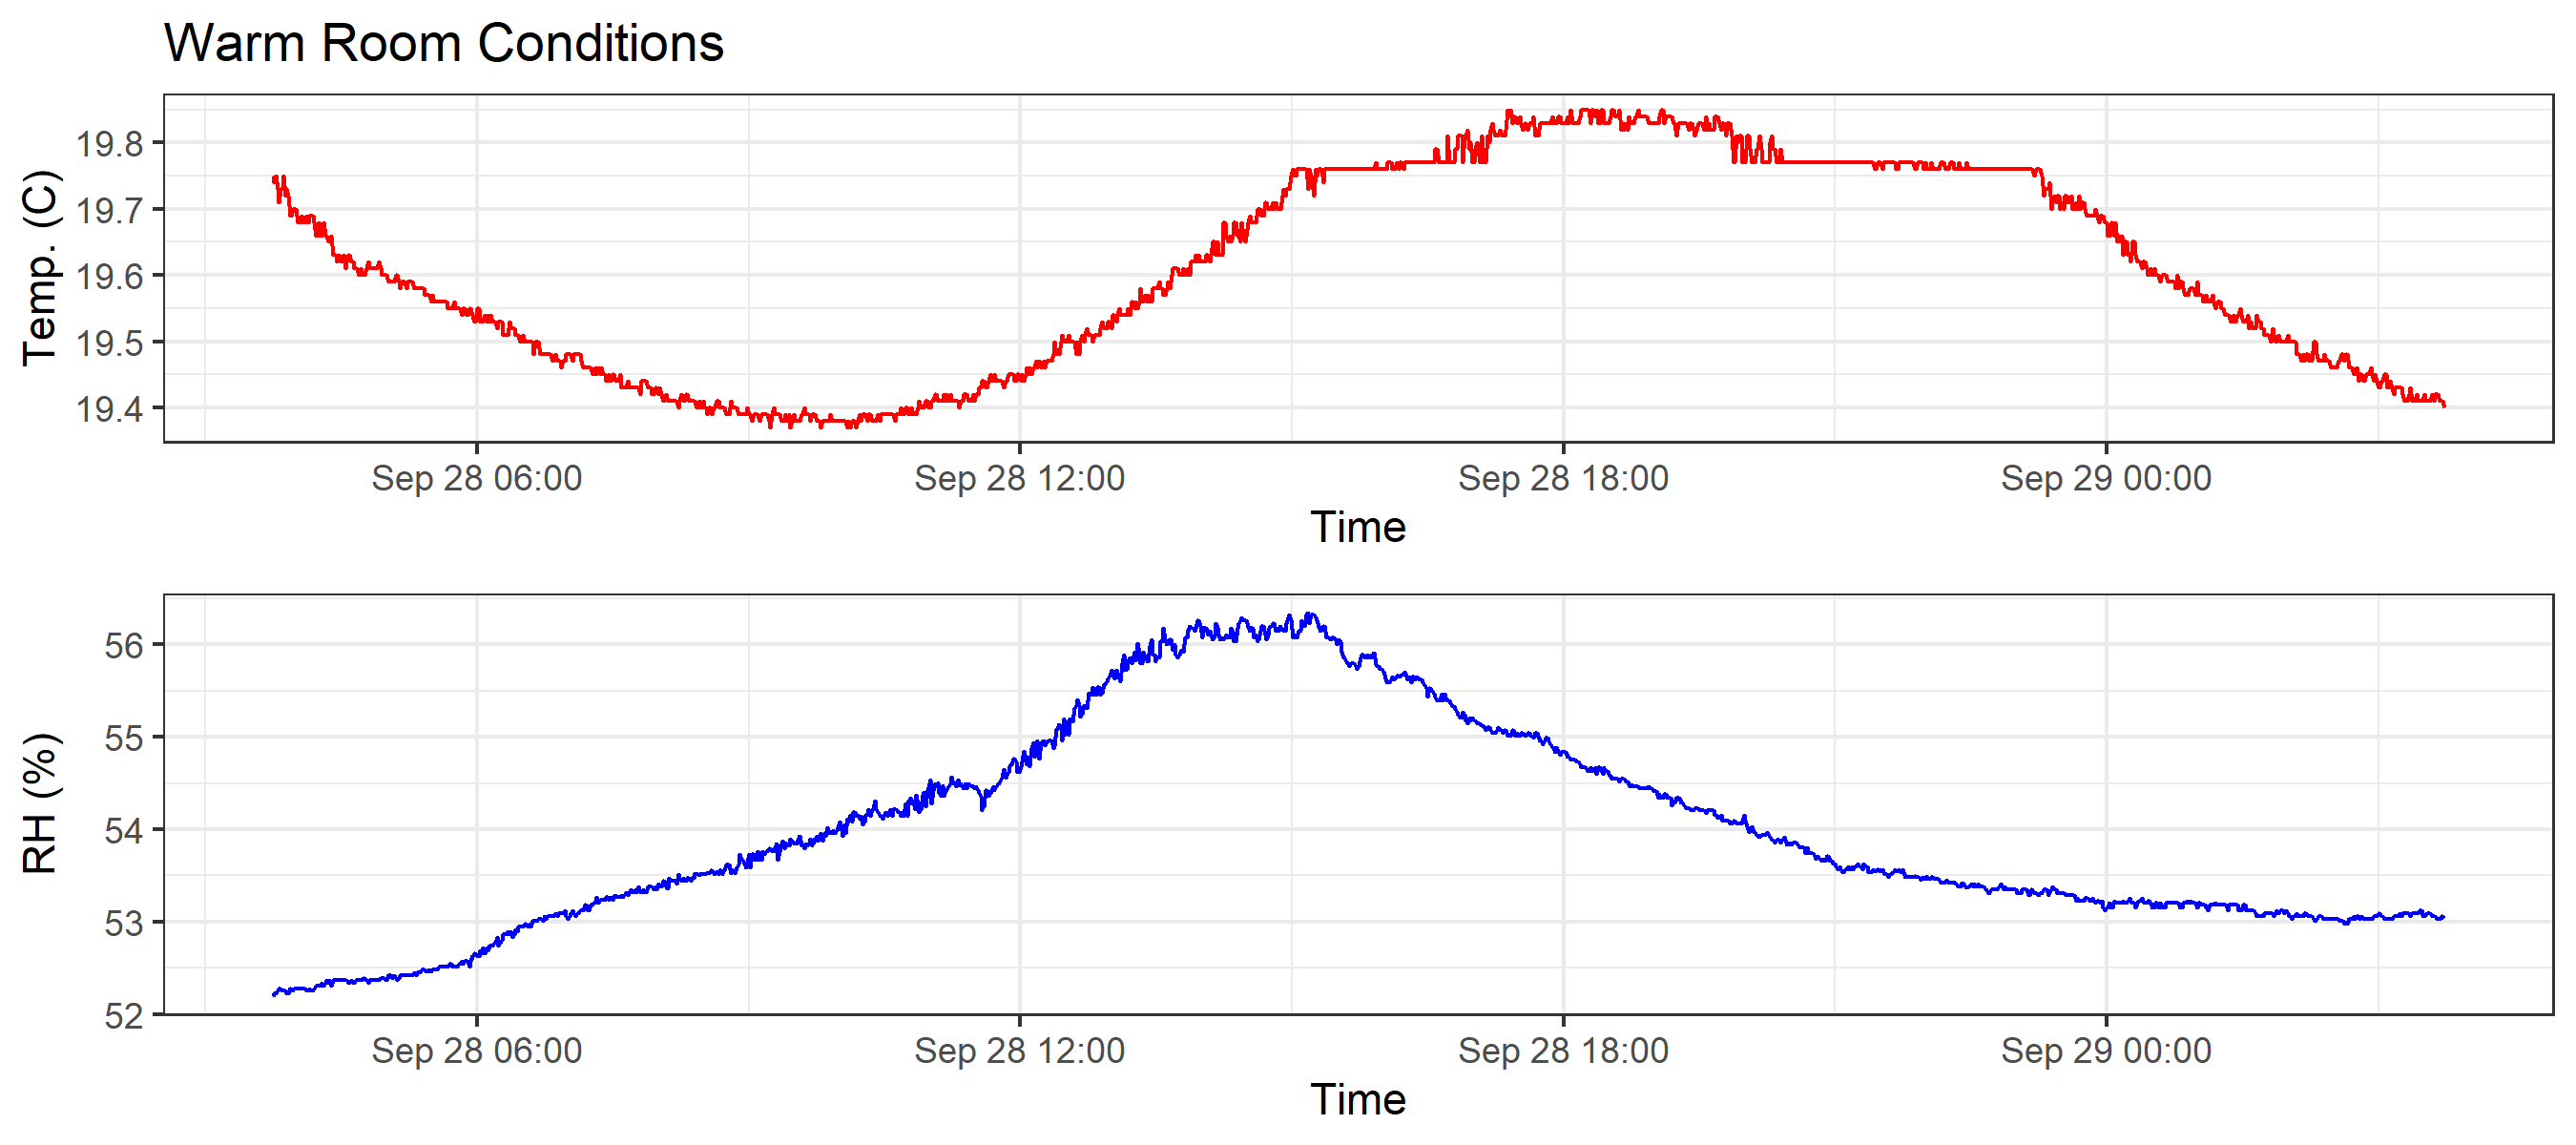 Warm Room Conditions
Temp. (C)
19.8
19.7
19.6
19.5
19.4
Sep 28 06:00 Sep 28 12:00 Sep 28 18:00 Sep 29 00:00
Time
RH (%)
56
55
54
53
52
Sep 28 06:00 Sep 28 12:00 Sep 28 18:00 Sep 29 00:00
Time